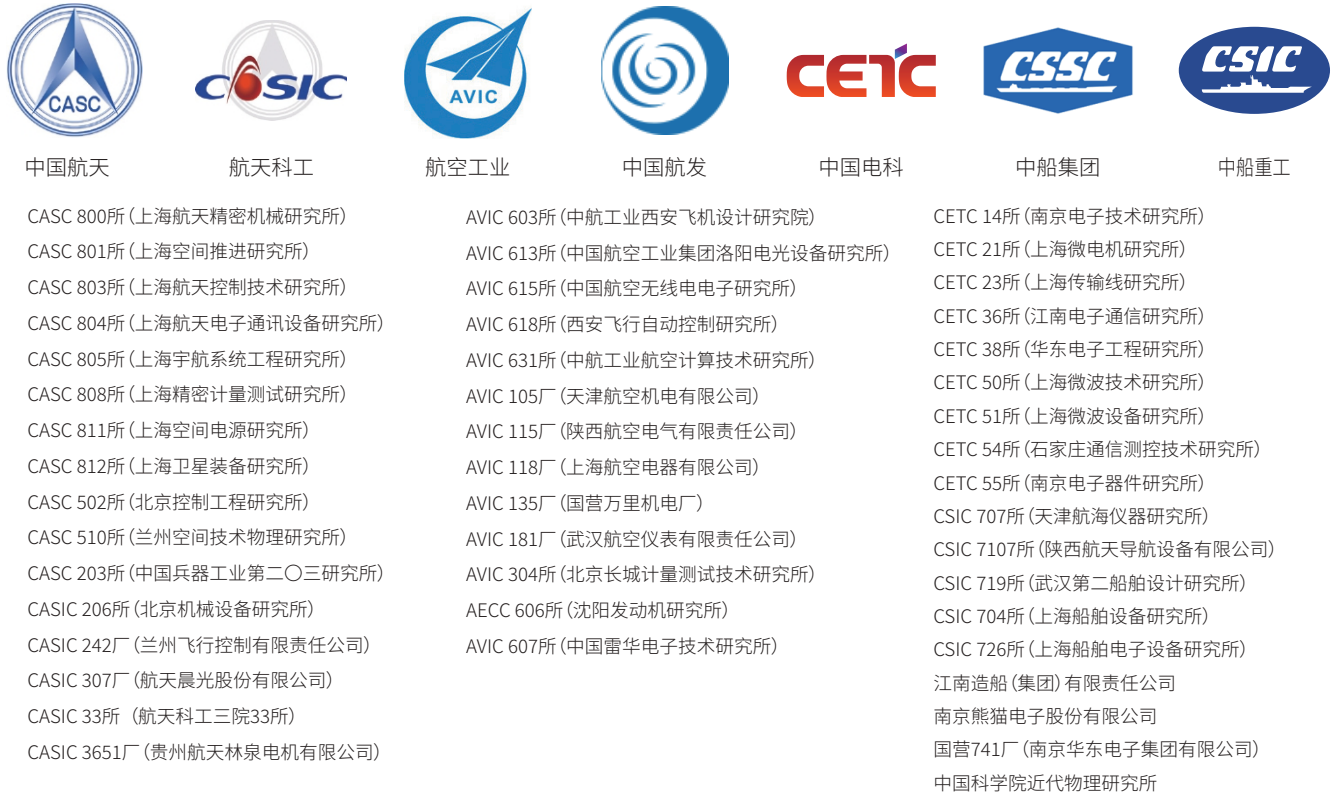 CASC
CASIC
AVIC
CETC
CSSC
CSIC
中国航天
航天科工
航空工业
中国航发
中国电科
中船集团
中船重工
CASC 800所(上海航天精密机械研究所)
CASC 801所(上海空间推进研究所)
CASC 803所(上海航天控制技术研究所)
CASC 804所(上海航天电子通讯设备研究所)
CASC 805所(上海宇航系统工程研究所)
CASC 808所(上海精密计量测试研究所)
CASC 811所(上海空间电源研究所)
CASC 812所(上海卫星装备研究所)
CASC 502所(北京控制工程研究所)
CASC 510所(兰州空间技术物理研究所)
CASC 203所(中国兵器工业第二〇三研究所)
CASIC 206所(北京机械设备研究所)
CASIC 242厂(兰州飞行控制有限责任公司)
CASIC 307厂(航天晨光股份有限公司)
CASIC 33所 (航天科工三院33所)
CASIC 3651厂(贵州航天林泉电机有限公司)
AVIC 603所(中航工业西安飞机设计研究院)
AVIC 613所(中国航空工业集团洛阳电光设备研究所)
AVIC 615所(中国航空无线电电子研究所)
AVIC 618所(西安飞行自动控制研究所)
AVIC 631所(中航工业航空计算技术研究所)
AVIC 105厂(天津航空机电有限公司)
AVIC 115厂(陕西航空电气有限责任公司)
AVIC 118厂(上海航空电器有限公司)
AVIC 135厂(国营万里机电厂)
AVIC 181厂(武汉航空仪表有限责任公司)
AVIC 304所(北京长城计量测试技术研究所)
AECC 606所(沈阳发动机研究所)
AVIC 607所(中国雷华电子技术研究所)
CETC 14所(南京电子技术研究所)
CETC 21所(上海微电机研究所)
CETC 23所(上海传输线研究所)
CETC 36所(江南电子通信研究所)
CETC 38所(华东电子工程研究所)
CETC 50所(上海微波技术研究所)
CETC 51所(上海微波设备研究所)
CETC 54所(石家庄通信测控技术研究所)
CETC 55所(南京电子器件研究所)
CSIC 707所(天津航海仪器研究所)
CSIC 7107所(陕西航天导航设备有限公司)
CSIC 719所(武汉第二船舶设计研究所)
CSIC 704所(上海船舶设备研究所)
CSIC 726所(上海船舶电子设备研究所)
江南造船(集团)有限责任公司
南京熊猫电子股份有限公司
国营741厂(南京华东电子集团有限公司)
中国科学院近代物理研究所